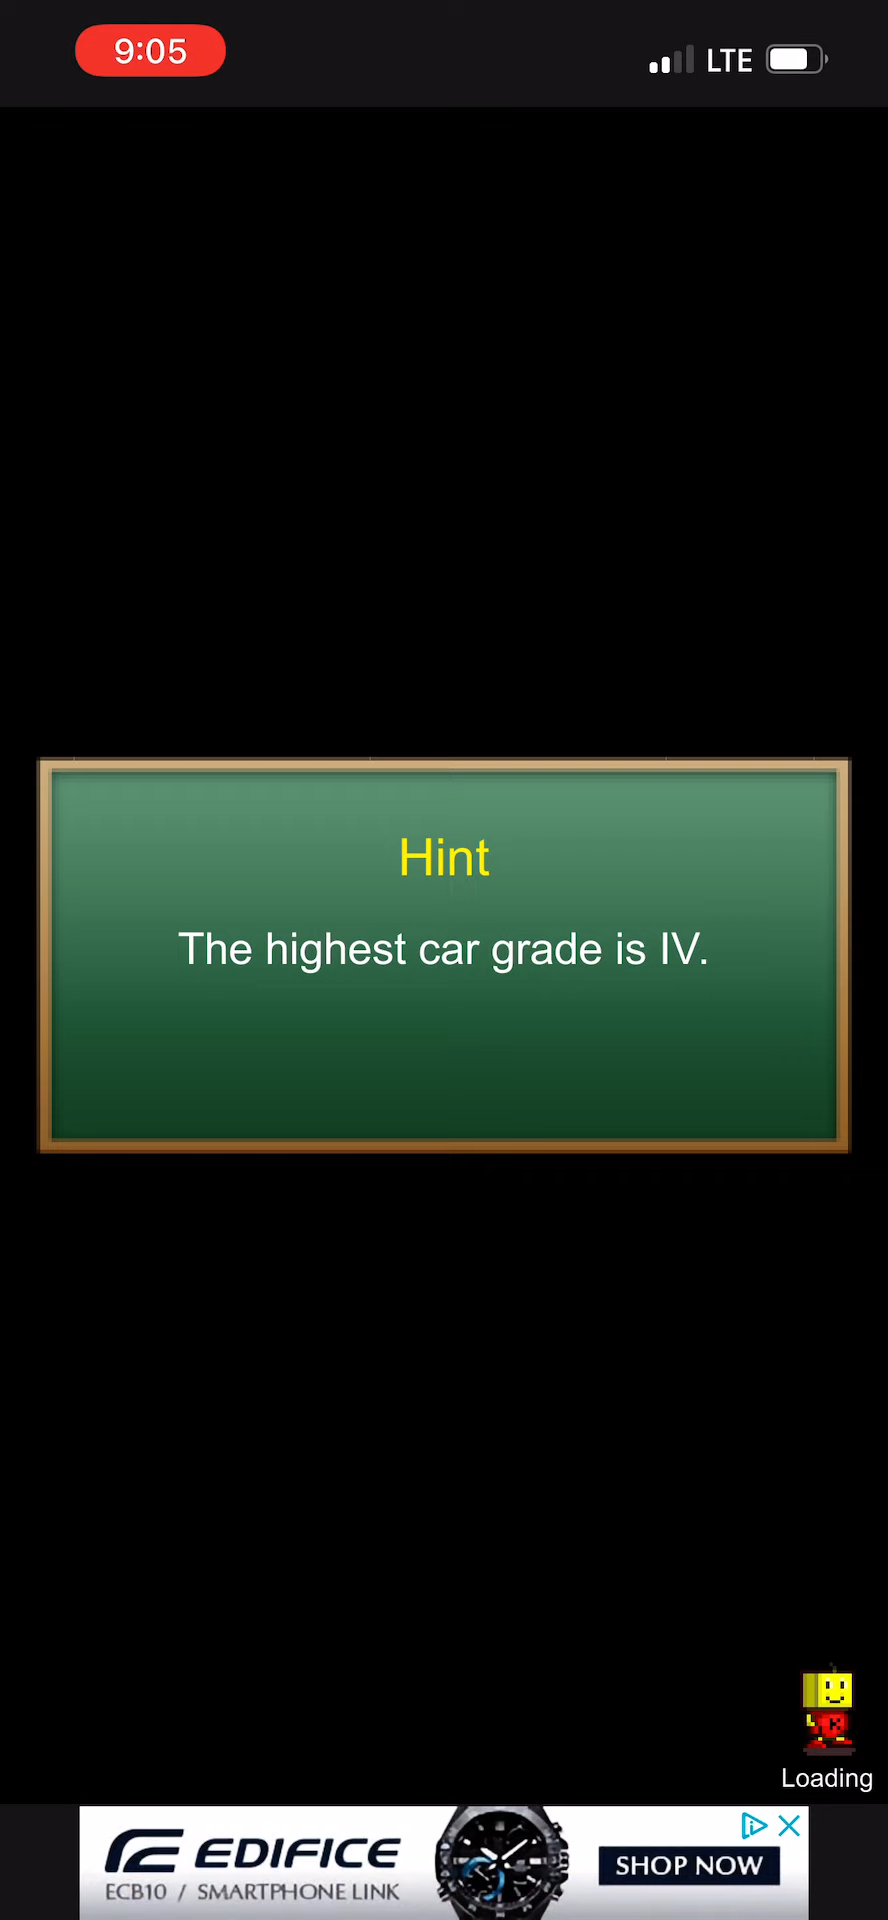 9:05
LTE
Hint
The highest car grade is IV.
Loading
EDIFICE
ECB10 / SMARTPHONE LINK
SHOP NOW